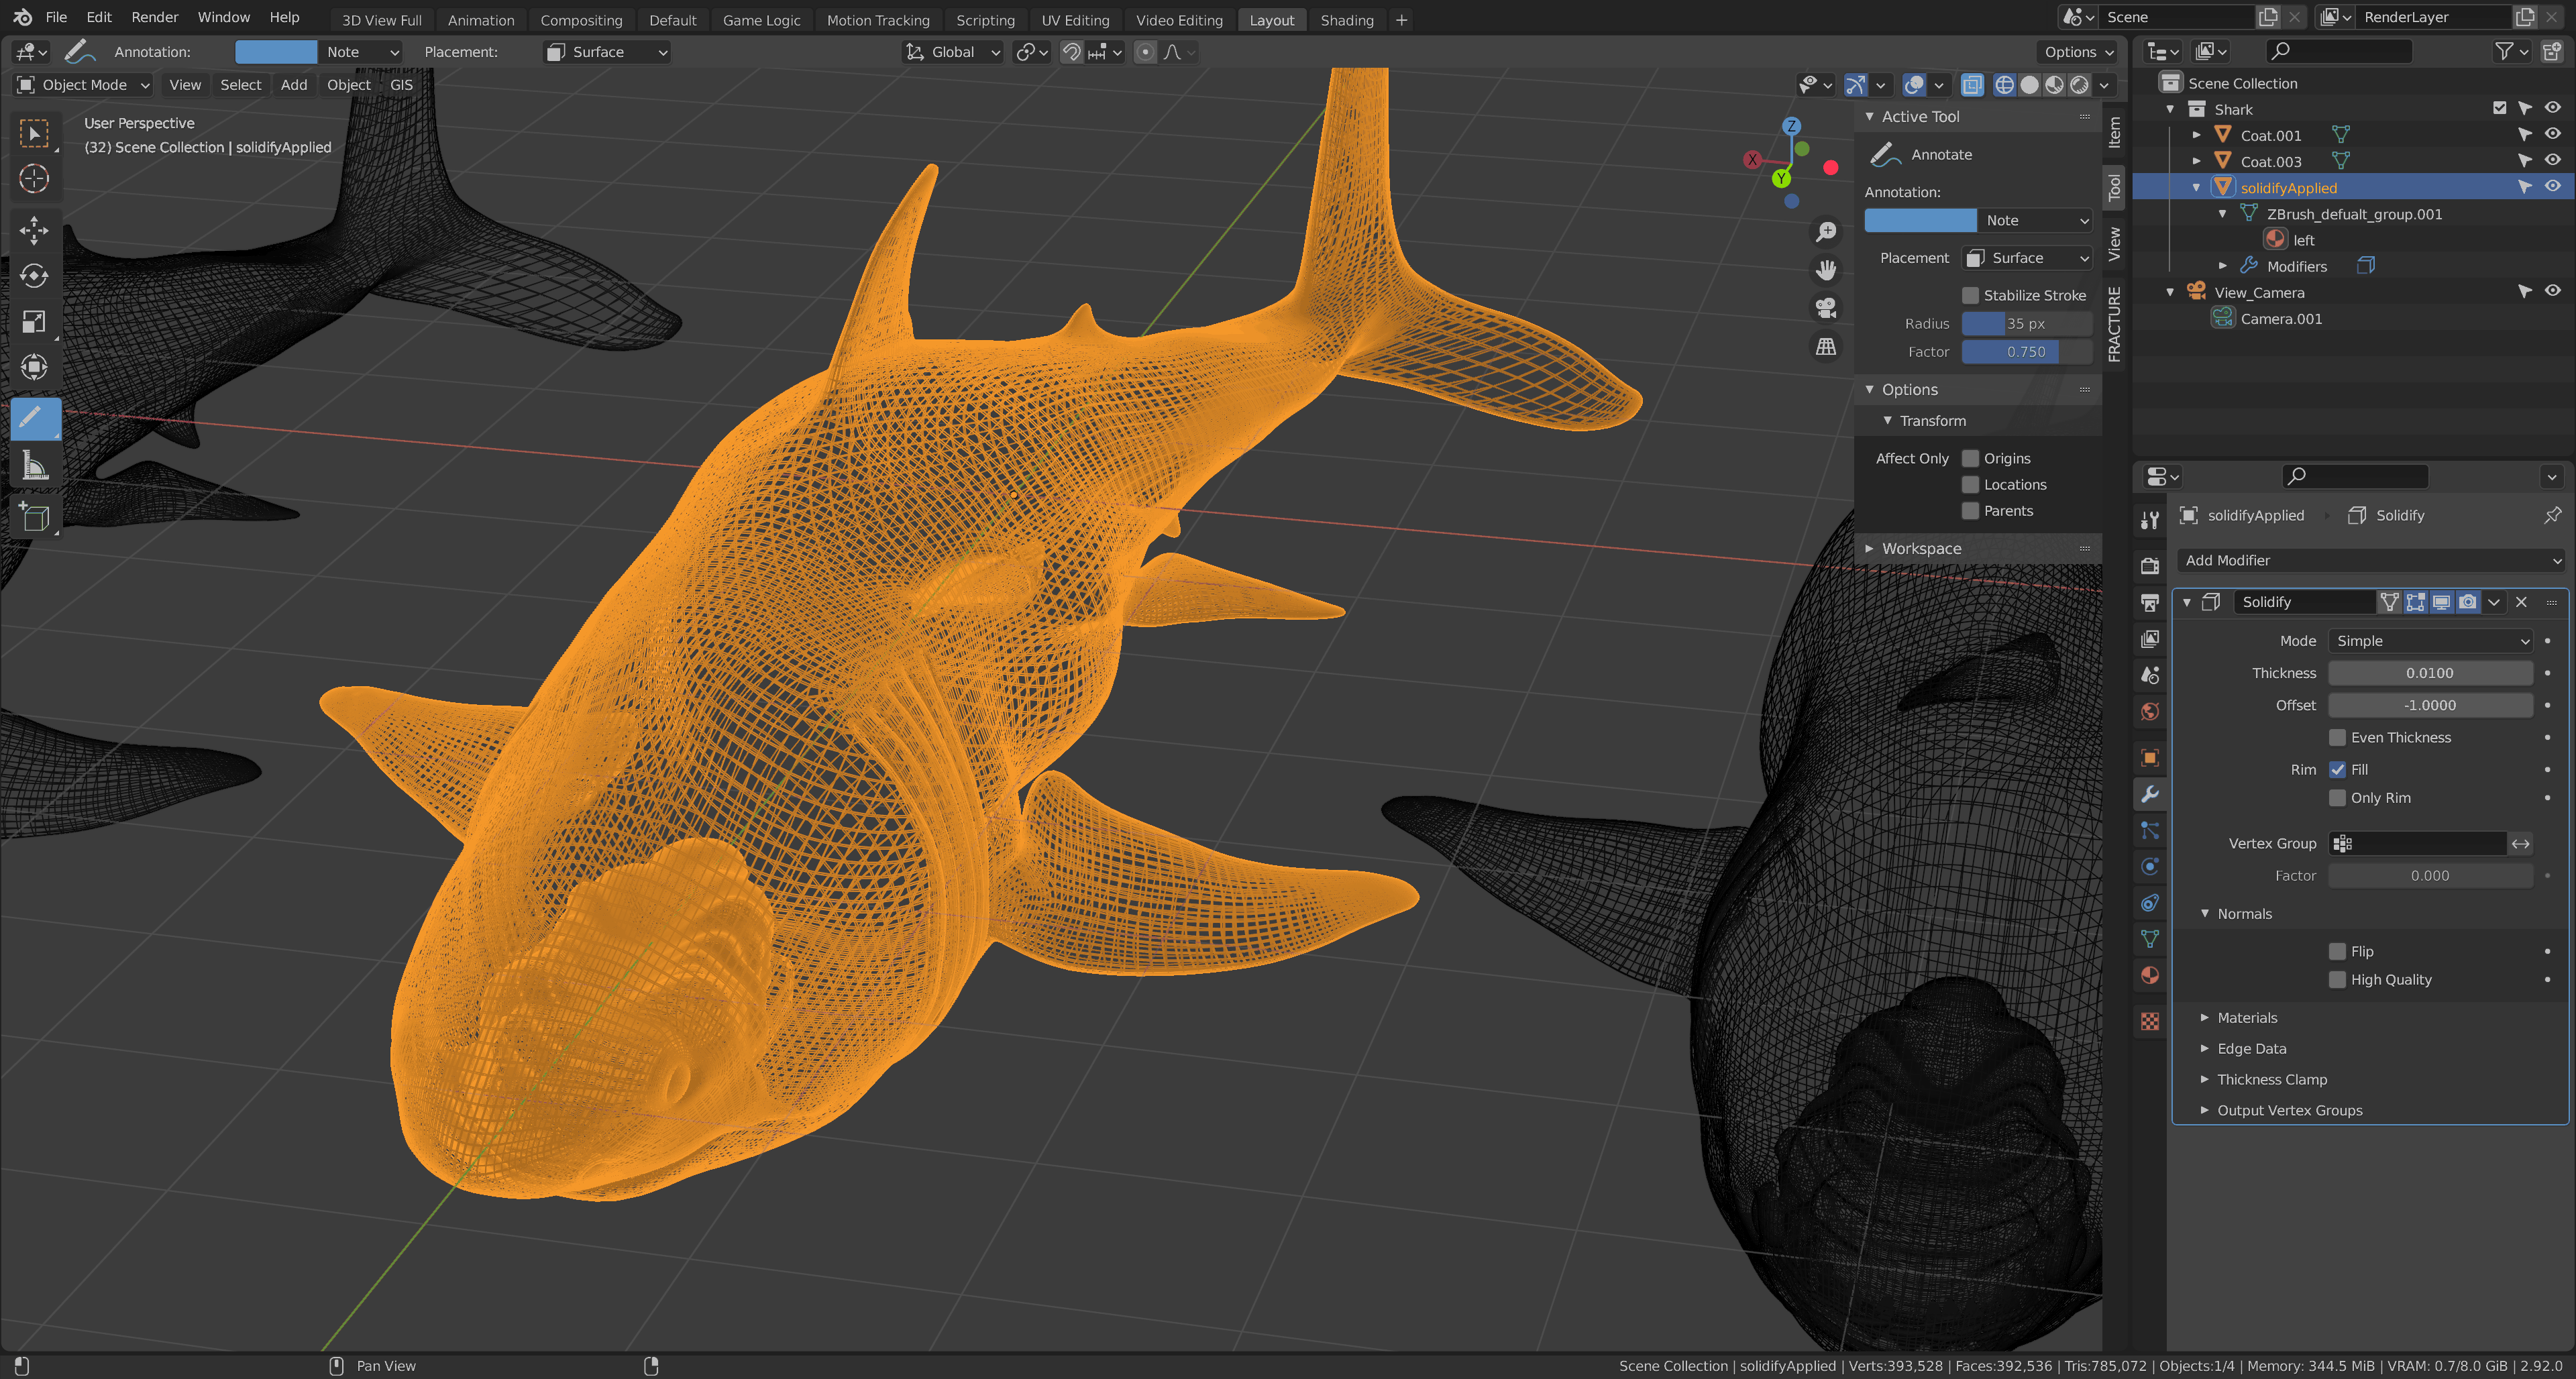 File Edit Render Window Help 3D View Full Animation Compositing Default Game Logic Motion Tracking Scripting UV Editing Video Editing Layout Shading + Scene RenderLayer
Annotation: Note Placement: Surface Global Options
Object Mode View Select Add Object GIS
User Perspective
(32) Scene Collection | solidifyApplied
Z
X
Y
Active Tool
Annotate
Annotation:
Note
Placement Surface
Stabilize Stroke
Radius 35 px
Factor 0.750
Options
Transform
Affect Only Origins
Locations
Parents
Workspace
Item
Tool
View
FRACTURE
Scene Collection
Shark
Coat.001
Coat.003
solidifyApplied
ZBrush_defualt_group.001
left
Modifiers
View_Camera
Camera.001
solidifyApplied Solidify
Add Modifier
Solidify
Mode Simple
Thickness 0.0100
Offset -1.0000
Even Thickness
Rim Fill
Only Rim
Vertex Group
Factor 0.000
Normals
Flip
High Quality
Materials
Edge Data
Thickness Clamp
Output Vertex Groups
Pan View
Scene Collection | solidifyApplied | Verts:393,528 | Faces:392,536 | Tris:785,072 | Objects:1/4 | Memory: 344.5 MiB | VRAM: 0.7/8.0 GiB | 2.92.0